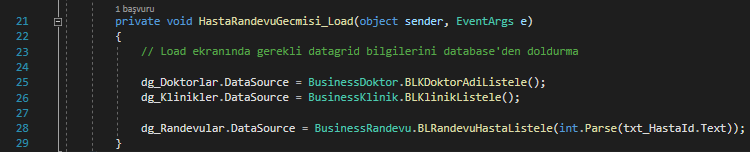 1 başvuru
21 private void HastaRandevuGecmisi_Load(object sender, EventArgs e)
22 {
23 // Load ekranında gerekli datagrid bilgilerini database'den doldurma
24
25 dg_Doktorlar.DataSource = BusinessDoktor.BLKDoktorAdiListele();
26 dg_Klinikler.DataSource = BusinessKlinik.BLKlinikListele();
27
28 dg_Randevular.DataSource = BusinessRandevu.BLRandevuHastaListele(int.Parse(txt_HastaId.Text));
29 }